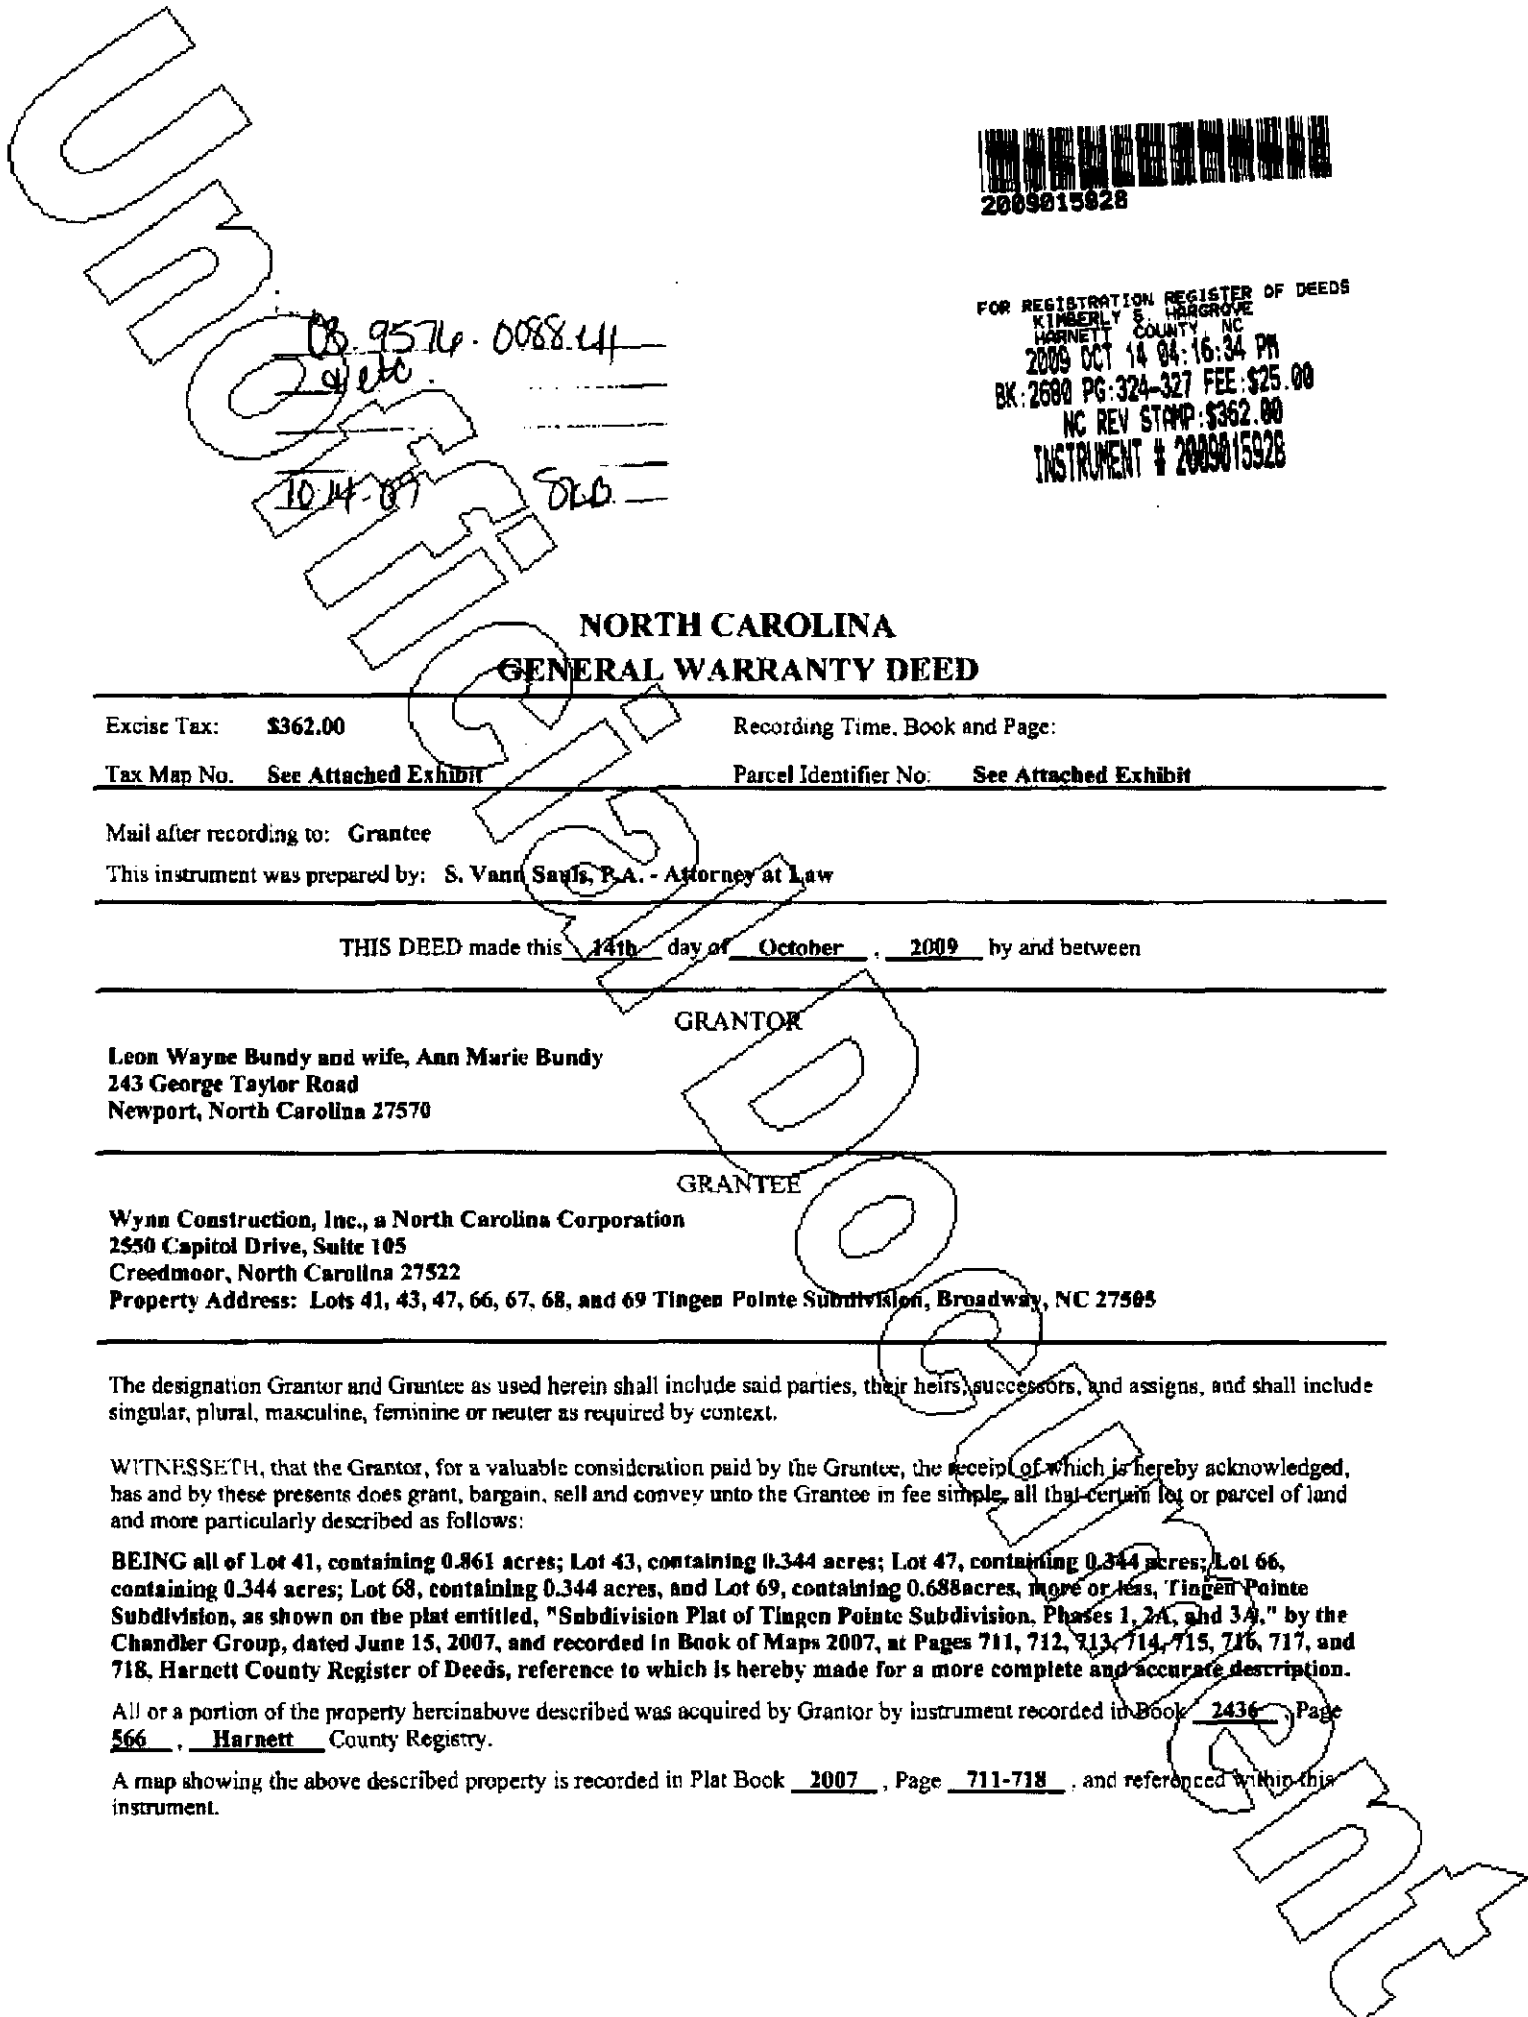 2009015928
FOR REGISTRATION REGISTER OF DEEDS
KIMBERLY S. HARGROVE
HARNETT COUNTY, NC
2009 OCT 14 04:16:34 PM
BK:2680 PG:324-327 FEE:$25.00
NC REV STAMP:$362.00
INSTRUMENT # 2009015928
& etc
SKB
NORTH CAROLINA
GENERAL WARRANTY DEED
Excise Tax: $362.00 Recording Time, Book and Page:
Tax Map No. See Attached Exhibit Parcel Identifier No: See Attached Exhibit
Mail after recording to: Grantee
This instrument was prepared by: S. Vann Sauls, P.A. - Attorney at Law
THIS DEED made this 14th day of October , 2009 by and between
GRANTOR
Leon Wayne Bundy and wife, Ann Marie Bundy
243 George Taylor Road
Newport, North Carolina 27570
GRANTEE
Wynn Construction, Inc., a North Carolina Corporation
2550 Capitol Drive, Suite 105
Creedmoor, North Carolina 27522
Property Address: Lots 41, 43, 47, 66, 67, 68, and 69 Tingen Pointe Subdivision, Broadway, NC 27505
The designation Grantor and Grantee as used herein shall include said parties, their heirs, successors, and assigns, and shall include
singular, plural, masculine, feminine or neuter as required by context.
WITNESSETH, that the Grantor, for a valuable consideration paid by the Grantee, the receipt of which is hereby acknowledged,
has and by these presents does grant, bargain, sell and convey unto the Grantee in fee simple, all that certain lot or parcel of land
and more particularly described as follows:
BEING all of Lot 41, containing 0.861 acres; Lot 43, containing 0.344 acres; Lot 47, containing 0.344 acres; Lot 66,
containing 0.344 acres; Lot 68, containing 0.344 acres, and Lot 69, containing 0.688acres, more or less, Tingen Pointe
Subdivision, as shown on the plat entitled, "Subdivision Plat of Tingen Pointe Subdivision, Phases 1, 2A, and 3A," by the
Chandler Group, dated June 15, 2007, and recorded in Book of Maps 2007, at Pages 711, 712, 713, 714, 715, 716, 717, and
718, Harnett County Register of Deeds, reference to which is hereby made for a more complete and accurate description.
All or a portion of the property hereinabove described was acquired by Grantor by instrument recorded in Book 2436 , Page
566 , Harnett County Registry.
A map showing the above described property is recorded in Plat Book 2007 , Page 711-718 , and referenced within this
instrument.
Unofficial Document